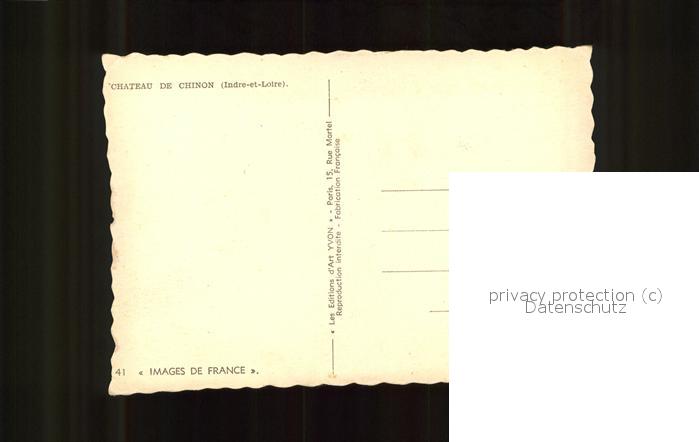 CHATEAU DE CHINON (Indre-et-Loire).
« Les Editions d'Art YVON » - Paris, 15, Rue Martel
Reproduction interdite - Fabrication Française
41 « IMAGES DE FRANCE ».
privacy protection (c)
Datenschutz